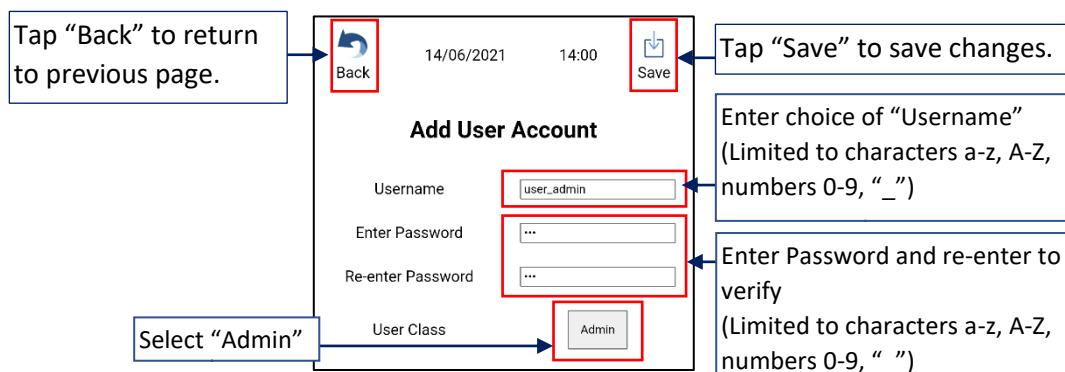 Tap “Back” to return
to previous page.
Back
14/06/2021
14:00
Save
Tap “Save” to save changes.
Add User Account
Enter choice of “Username”
(Limited to characters a-z, A-Z,
numbers 0-9, “_”)
Username
user_admin
Enter Password
•••
Re-enter Password
•••
Enter Password and re-enter to
verify
(Limited to characters a-z, A-Z,
numbers 0-9, “ ”)
Select “Admin”
User Class
Admin